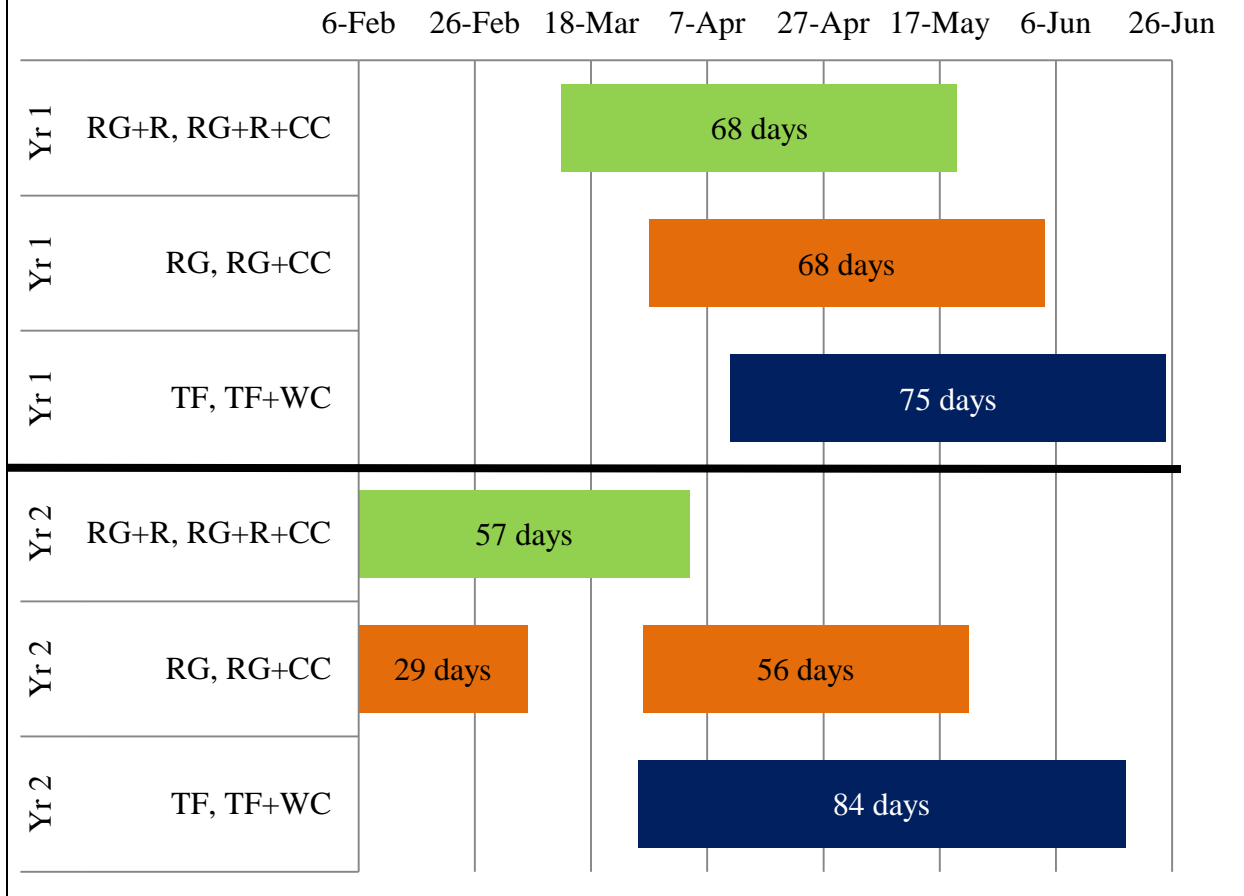 6-Feb 26-Feb 18-Mar 7-Apr 27-Apr 17-May 6-Jun 26-Jun
Yr 1 RG+R, RG+R+CC 68 days
Yr 1 RG, RG+CC 68 days
Yr 1 TF, TF+WC 75 days
Yr 2 RG+R, RG+R+CC 57 days
Yr 2 RG, RG+CC 29 days 56 days
Yr 2 TF, TF+WC 84 days